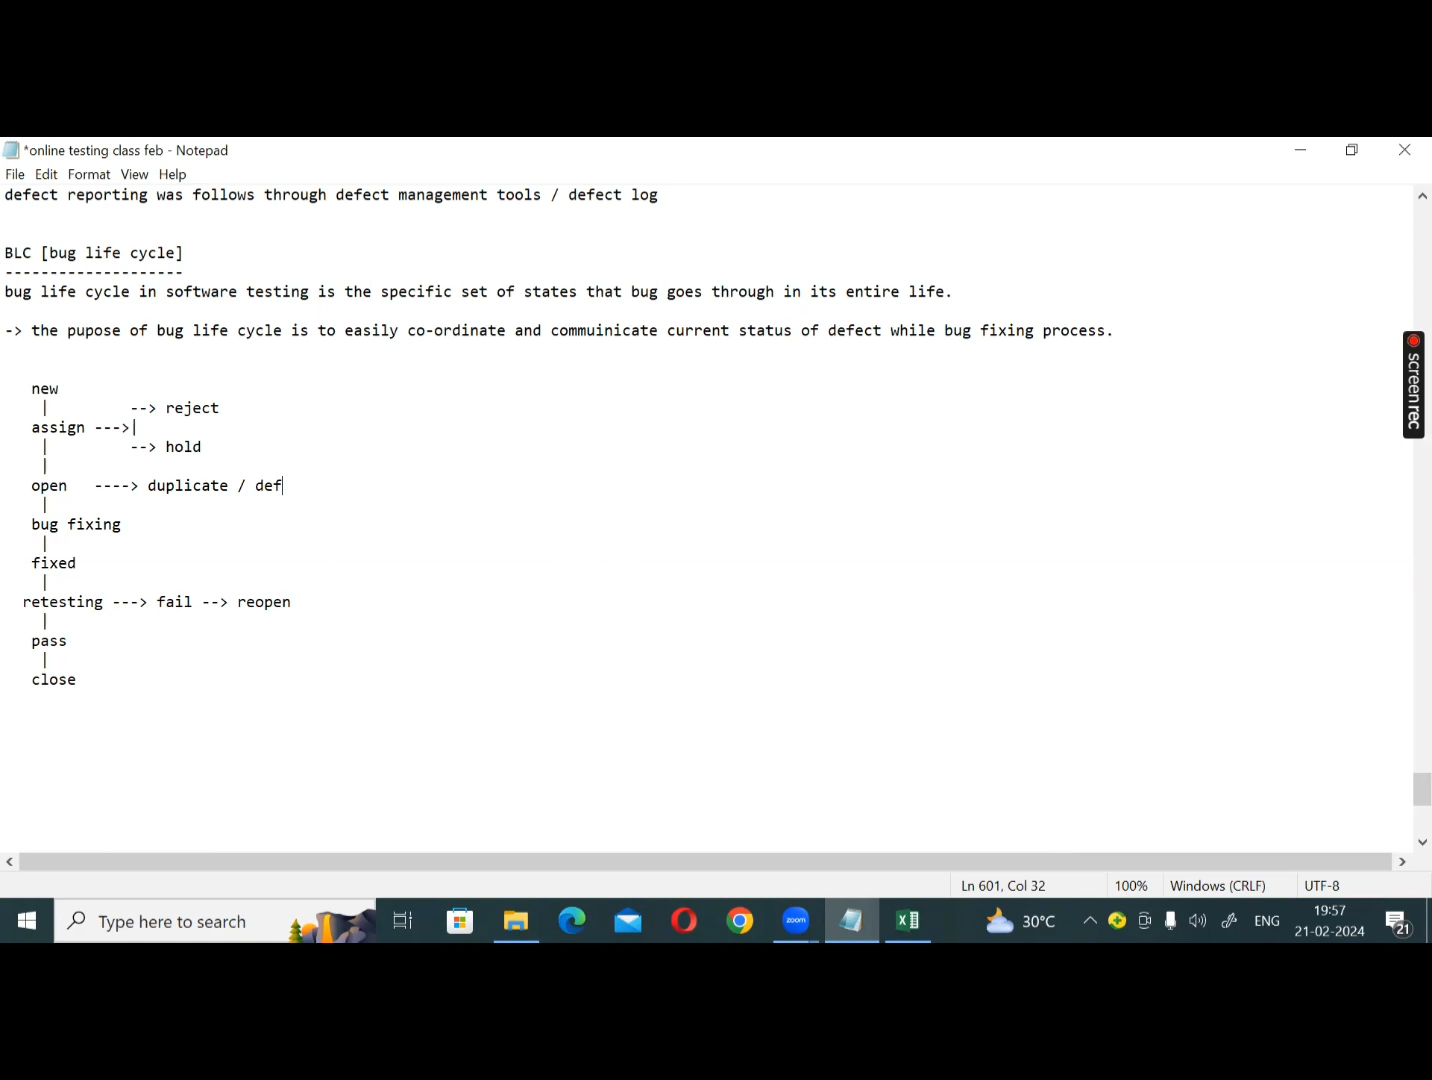 *online testing class feb - Notepad
File Edit Format View Help
defect reporting was follows through defect management tools / defect log
BLC [bug life cycle]
--------------------
bug life cycle in software testing is the specific set of states that bug goes through in its entire life.
-> the pupose of bug life cycle is to easily co-ordinate and commuinicate current status of defect while bug fixing process.
new
| --> reject
assign --->|
| --> hold
|
open ----> duplicate / def
|
bug fixing
|
fixed
|
retesting ---> fail --> reopen
|
pass
|
close
screenrec
Ln 601, Col 32 100% Windows (CRLF) UTF-8
Type here to search zoom 30°C ENG 19:57
21-02-2024 21